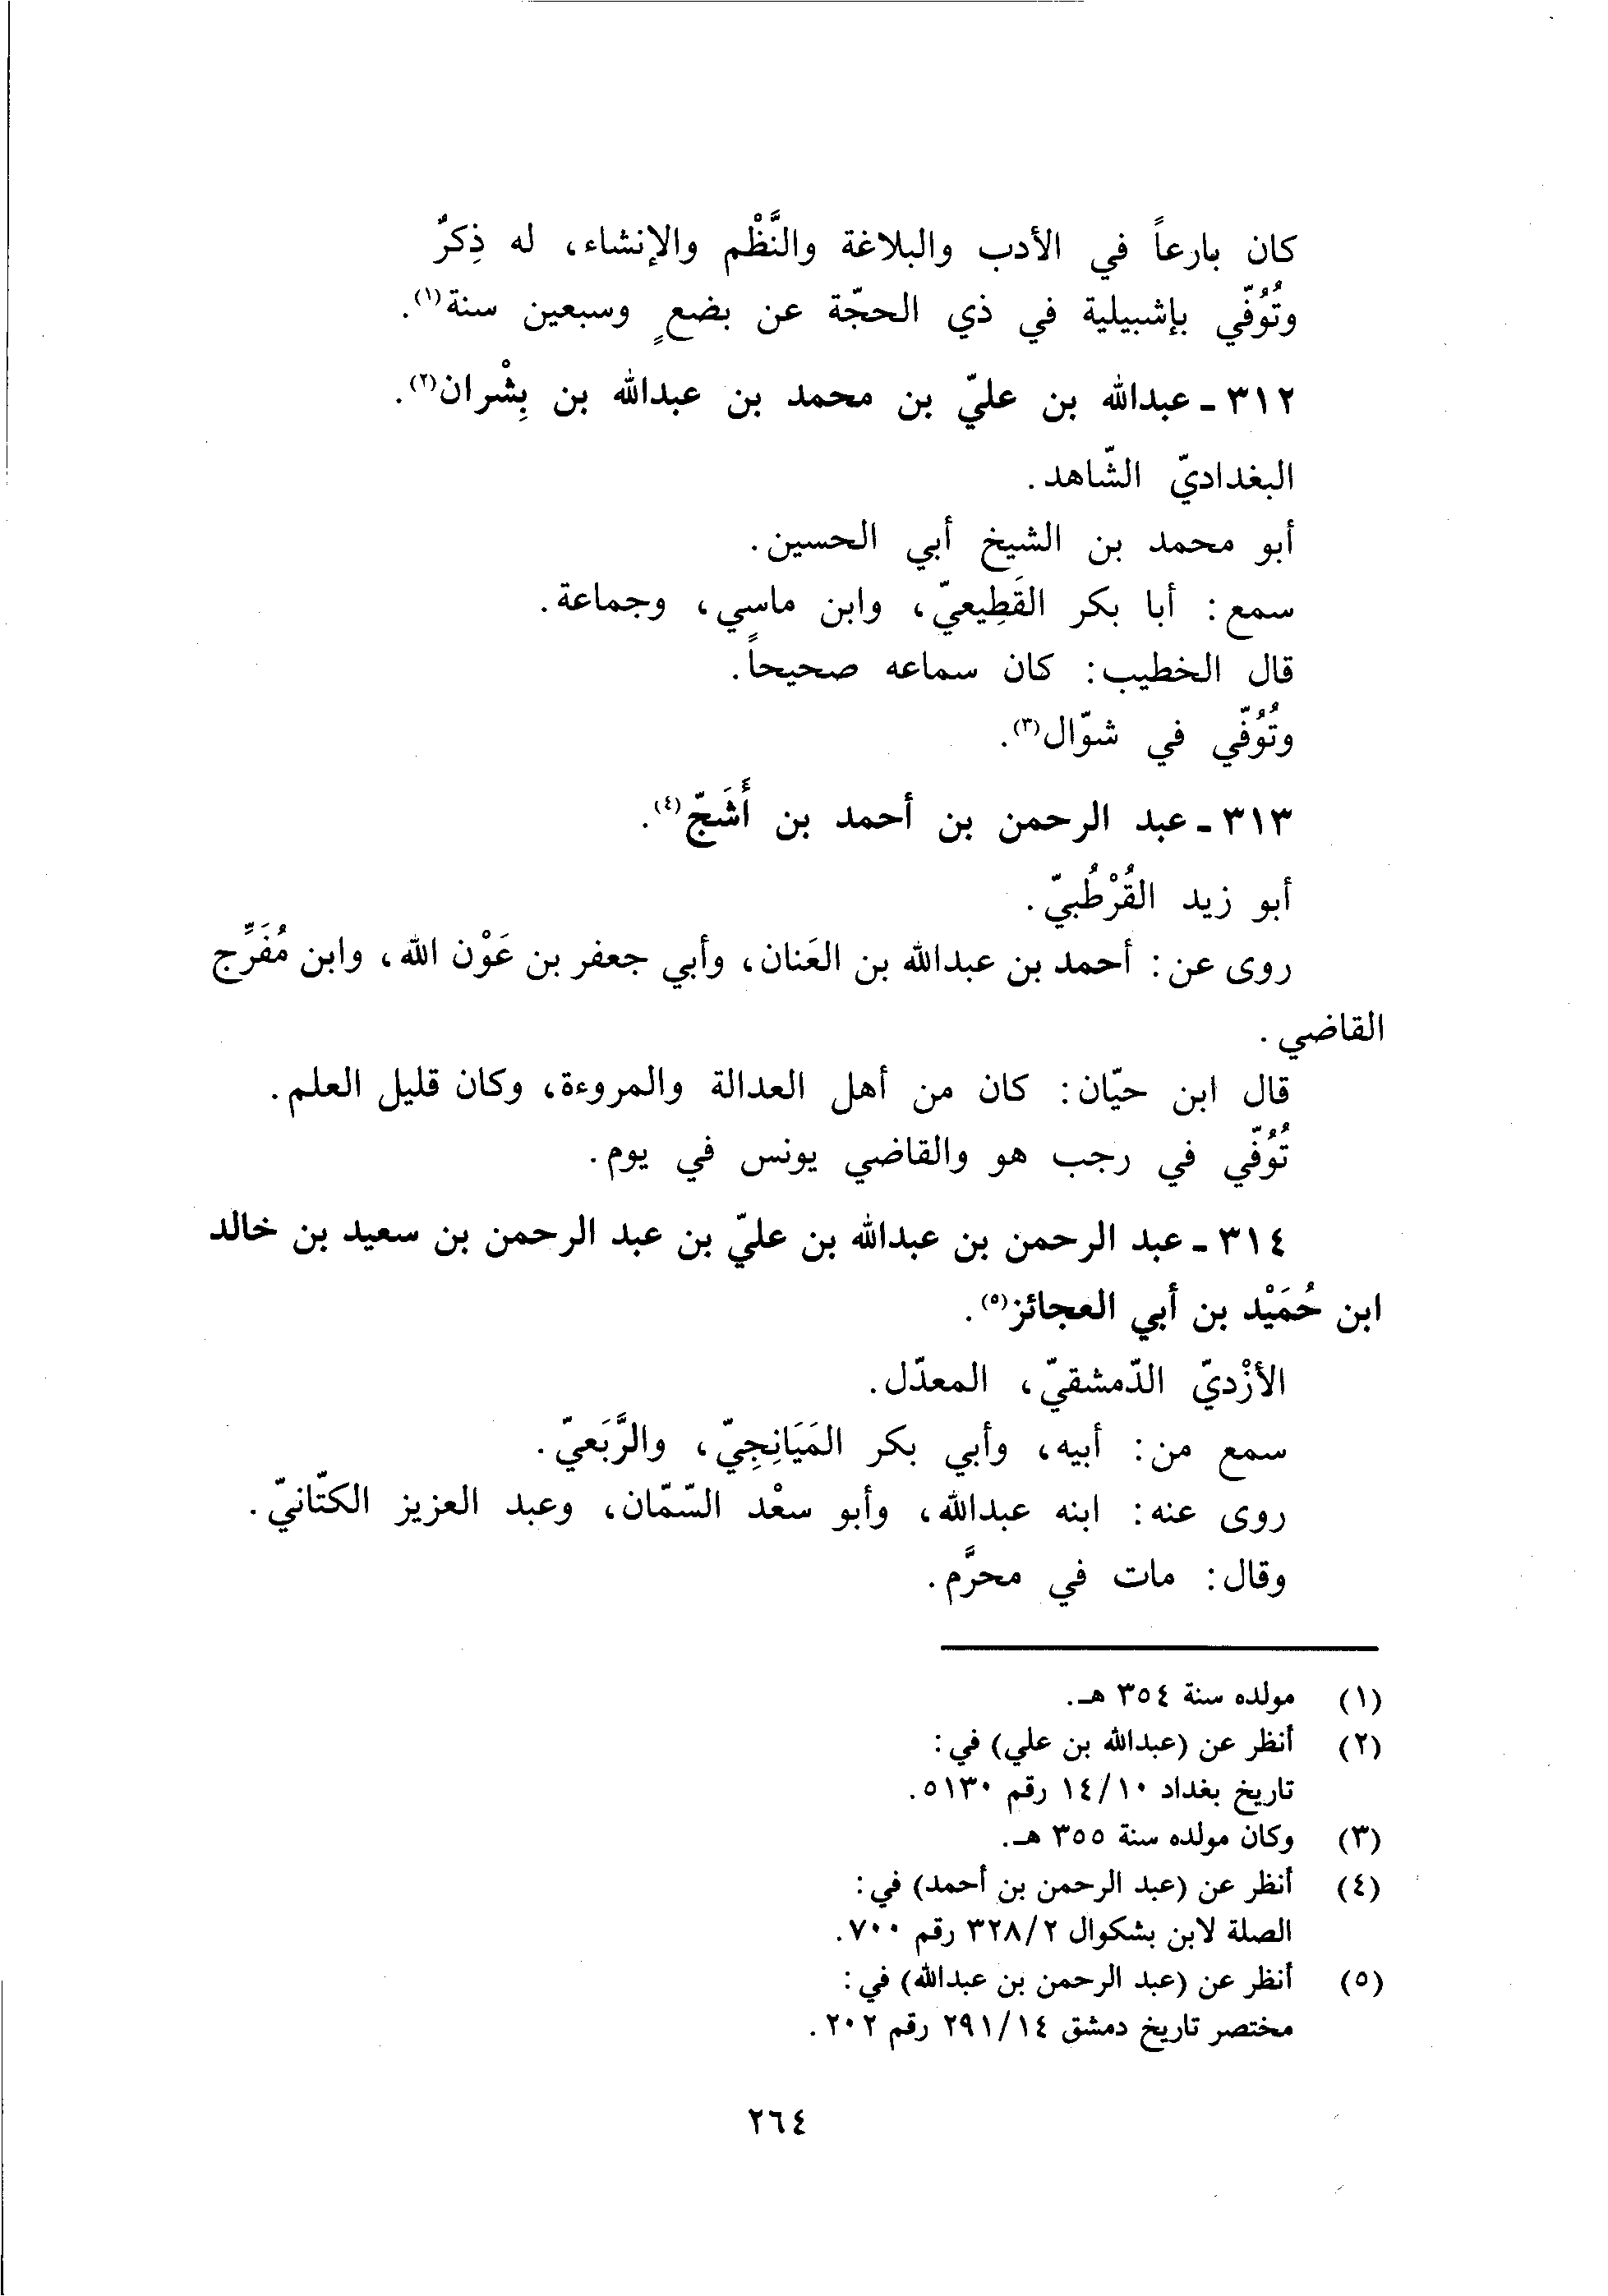 كان بارعاً في الأدب والبلاغة والنَّظْم والإنشاء، له ذِكرٌ
وتُوُفّي بإشبيلية في ذي الحجّة عن بضعٍ وسبعين سنة(١).
٣١٢ ـ عبدالله بن عليّ بن محمد بن عبدالله بن بِشْران(٢).
البغداديّ الشّاهد.
أبو محمد بن الشيخ أبي الحسين.
سمع: أبا بكر القَطِيعيّ، وابن ماسي، وجماعة.
قال الخطيب: كان سماعه صحيحاً.
وتُوُفّي في شوّال(٣).
٣١٣ ـ عبد الرحمن بن أحمد بن أَشَجّ(٤).
أبو زيد القُرْطُبيّ.
روى عن: أحمد بن عبدالله بن العَنان، وأبي جعفر بن عَوْن الله، وابن مُفَرِّج
القاضي.
قال ابن حيّان: كان من أهل العدالة والمروءة، وكان قليل العلم.
تُوُفّي في رجب هو والقاضي يونس في يوم.
٣١٤ ـ عبد الرحمن بن عبدالله بن عليّ بن عبد الرحمن بن سعيد بن خالد
ابن حُمَيْد بن أبي العجائز(٥).
الأزْديّ الدّمشقيّ، المعدّل.
سمع من: أبيه، وأبي بكر المَيَانِجِيّ، والرَّبَعيّ.
روى عنه: ابنه عبدالله، وأبو سعْد السّمّان، وعبد العزيز الكتّانيّ.
وقال: مات في محرَّم.
(١) مولده سنة ٣٥٤ هـ.
(٢) أنظر عن (عبدالله بن علي) في:
تاريخ بغداد ١٤/١٠ رقم ٥١٣٠.
(٣) وكان مولده سنة ٣٥٥ هـ.
(٤) أنظر عن (عبد الرحمن بن أحمد) في:
الصلة لابن بشكوال ٣٢٨/٢ رقم ٧٠٠.
(٥) أنظر عن (عبد الرحمن بن عبدالله) في:
مختصر تاريخ دمشق ٢٩١/١٤ رقم ٢٠٢.
٢٦٤